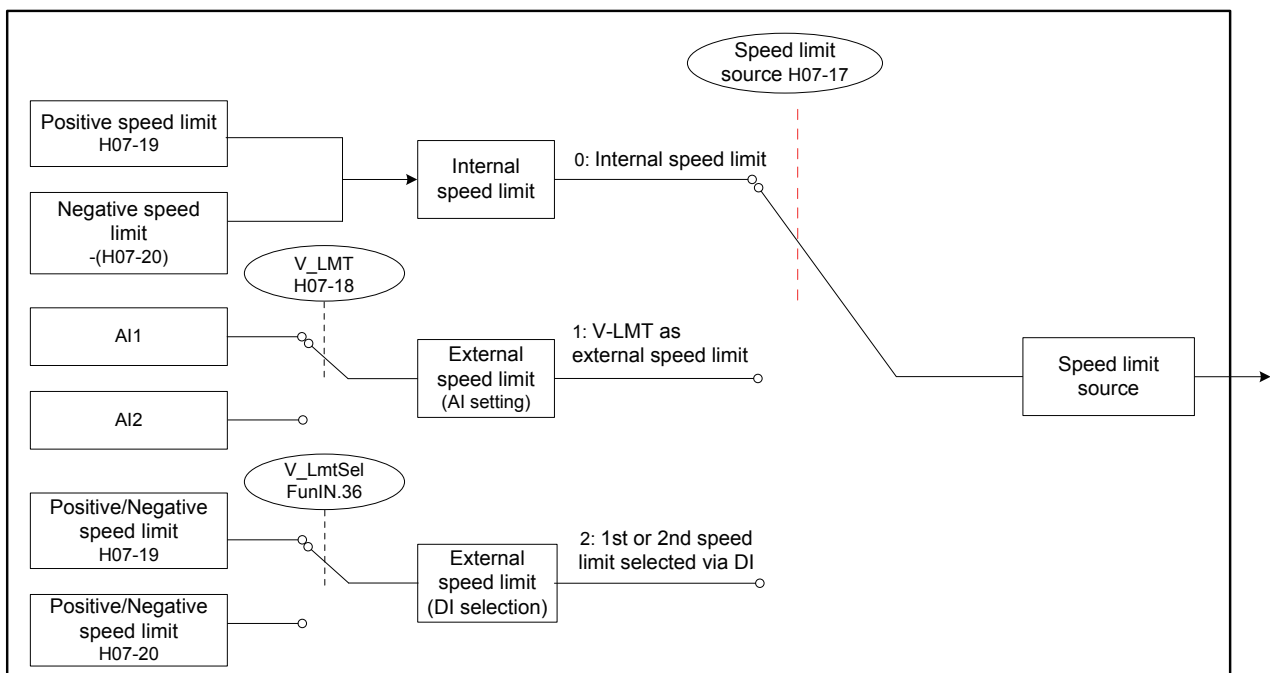 Speed limit
source H07-17
Positive speed limit
H07-19
Negative speed
limit
-(H07-20)
Internal
speed limit
0: Internal speed limit
V_LMT
H07-18
AI1
AI2
External
speed limit
(AI setting)
1: V-LMT as
external speed limit
Speed limit
source
V_LmtSel
FunIN.36
Positive/Negative
speed limit
H07-19
Positive/Negative
speed limit
H07-20
External
speed limit
(DI selection)
2: 1st or 2nd speed
limit selected via DI